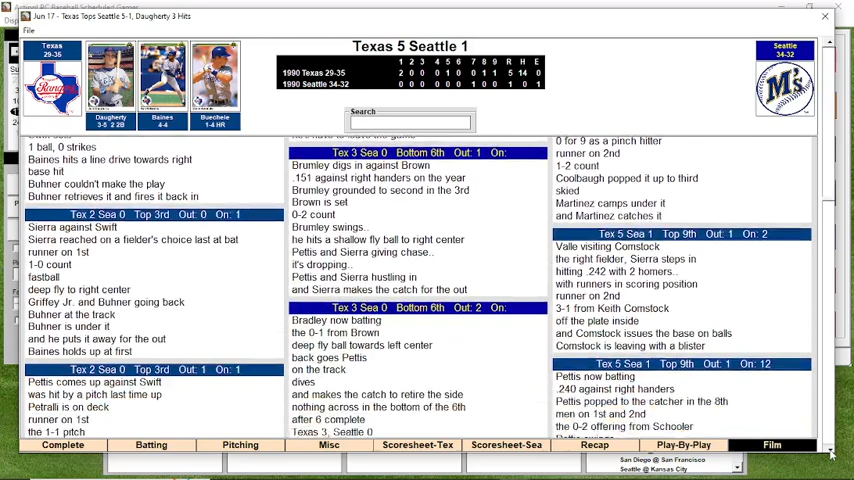 Jun 17 - Texas Tops Seattle 5-1, Daugherty 3 Hits
File
Texas
29-35
Rangers
Daugherty
3-5 2 2B
Baines
4-4
Buechele
1-4 HR
Texas 5 Seattle 1
1 2 3 4 5 6 7 8 9 R H E
1990 Texas 29-35 2 0 0 0 1 0 0 1 1 5 14 0
1990 Seattle 34-32 0 0 0 0 0 0 1 0 0 1 0 1
Search
Seattle
34-32
M's
1 ball, 0 strikes
Baines hits a line drive towards right
base hit
Buhner couldn't make the play
Buhner retrieves it and fires it back in
Tex 2 Sea 0 Top 3rd Out: 0 On: 1
Sierra against Swift
Sierra reached on a fielder's choice last at bat
runner on 1st
1-0 count
fastball
deep fly to right center
Griffey Jr. and Buhner going back
Buhner at the track
Buhner is under it
and he puts it away for the out
Baines holds up at first
Tex 2 Sea 0 Top 3rd Out: 1 On: 1
Pettis comes up against Swift
was hit by a pitch last time up
Petralli is on deck
runner on 1st
the 1-1 pitch
Tex 3 Sea 0 Bottom 6th Out: 1 On:
Brumley digs in against Brown
.151 against right handers on the year
Brumley grounded to second in the 3rd
Brown is set
0-2 count
Brumley swings..
he hits a shallow fly ball to right center
Pettis and Sierra giving chase..
it's dropping..
Pettis and Sierra hustling in
and Sierra makes the catch for the out
Tex 3 Sea 0 Bottom 6th Out: 2 On:
Bradley now batting
the 0-1 from Brown
deep fly ball towards left center
back goes Pettis
on the track
dives
and makes the catch to retire the side
nothing across in the bottom of the 6th
after 6 complete
Texas 3, Seattle 0
0 for 9 as a pinch hitter
runner on 2nd
1-2 count
Coolbaugh popped it up to third
skied
Martinez camps under it
and Martinez catches it
Tex 5 Sea 1 Top 9th Out: 1 On: 2
Valle visiting Comstock
the right fielder, Sierra steps in
hitting .242 with 2 homers..
with runners in scoring position
runner on 2nd
3-1 from Keith Comstock
off the plate inside
and Comstock issues the base on balls
Comstock is leaving with a blister
Tex 5 Sea 1 Top 9th Out: 1 On: 12
Pettis now batting
.240 against right handers
Pettis popped to the catcher in the 8th
men on 1st and 2nd
the 0-2 offering from Schooler
Pettis swings
Complete Batting Pitching Misc Scoresheet-Tex Scoresheet-Sea Recap Play-By-Play Film
San Diego @ San Francisco
Seattle @ Kansas City